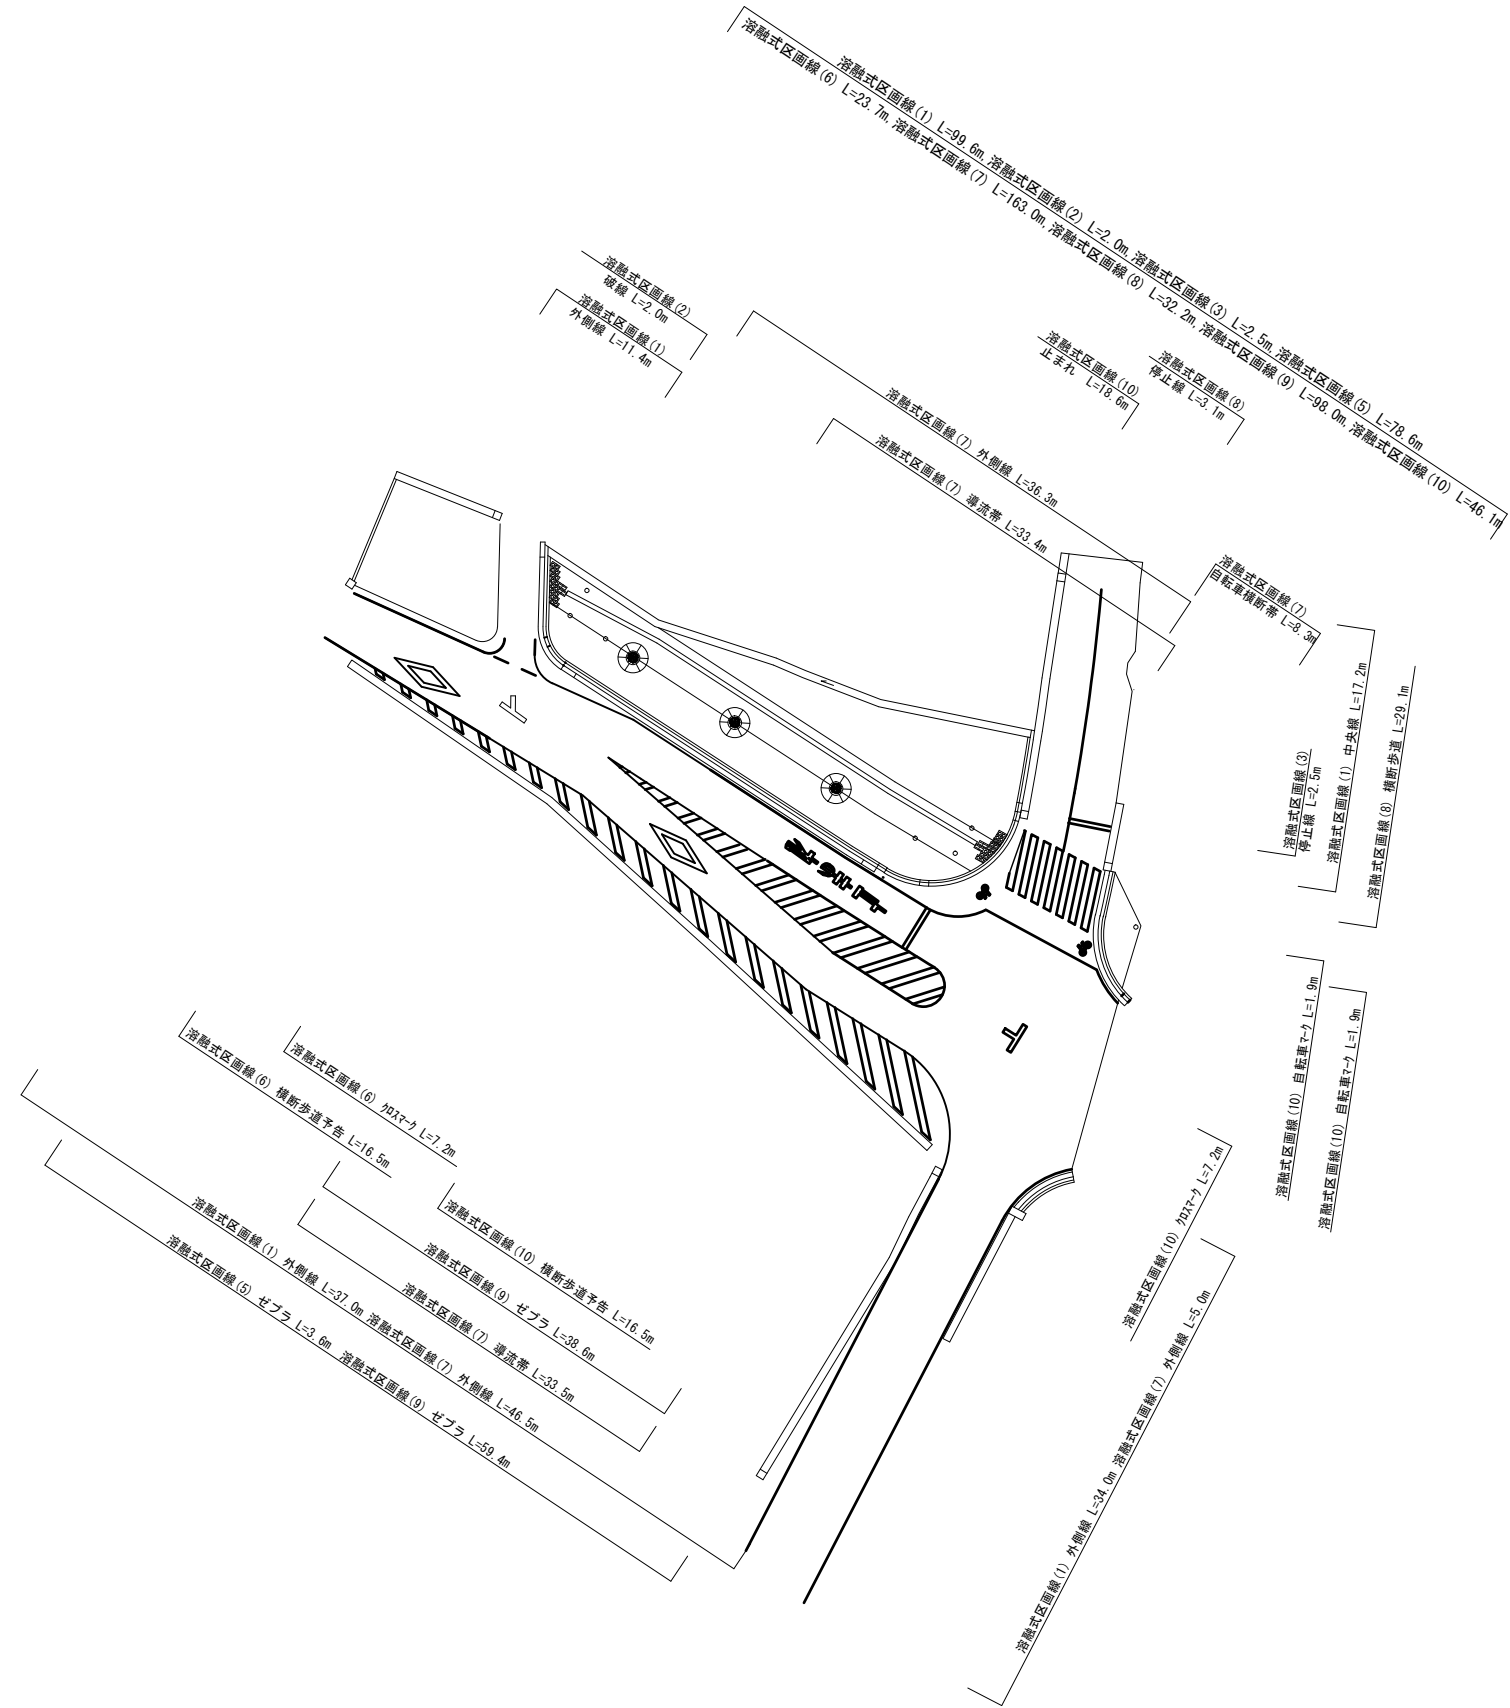 溶融式区画線(1) L=99.6m, 溶融式区画線(2) L=2.0m, 溶融式区画線(3) L=2.5m, 溶融式区画線(5) L=78.6m
溶融式区画線(6) L=23.7m, 溶融式区画線(7) L=163.0m, 溶融式区画線(8) L=32.2m, 溶融式区画線(9) L=98.0m, 溶融式区画線(10) L=46.1m
溶融式区画線(2)
破線 L=2.0m
溶融式区画線(1)
外側線 L=11.4m
溶融式区画線(7) 外側線 L=36.3m
溶融式区画線(7) 導流帯 L=33.4m
溶融式区画線(10)
止まれ L=18.6m
溶融式区画線(8)
停止線 L=3.1m
溶融式区画線(7)
自転車横断帯 L=8.3m
溶融式区画線(3)
停止線 L=2.5m
溶融式区画線(1) 中央線 L=17.2m
溶融式区画線(8) 横断歩道 L=29.1m
止まれ
溶融式区画線(10) 自転車マーク L=1.9m
溶融式区画線(10) 自転車マーク L=1.9m
溶融式区画線(6) クロスマーク L=7.2m
溶融式区画線(6) 横断歩道予告 L=16.5m
溶融式区画線(10) 横断歩道予告 L=16.5m
溶融式区画線(9) ゼブラ L=38.6m
溶融式区画線(7) 導流帯 L=33.5m
溶融式区画線(1) 外側線 L=37.0m 溶融式区画線(7) 外側線 L=46.5m
溶融式区画線(5) ゼブラ L=3.6m 溶融式区画線(9) ゼブラ L=59.4m
溶融式区画線(10) クロスマーク L=7.2m
溶融式区画線(1) 外側線 L=34.0m 溶融式区画線(7) 外側線 L=5.0m